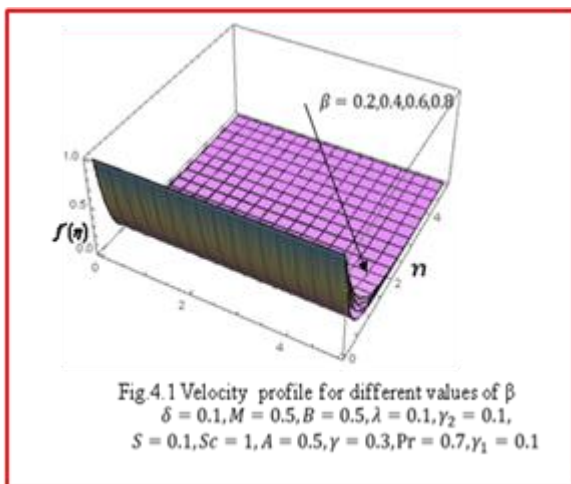 β = 0.2,0.4,0.6,0.8
1.0
0.5
f'(η)
0.0
0
2
4
0
2
4
η
Fig.4.1 Velocity profile for different values of β
δ = 0.1, M = 0.5, B = 0.5, λ = 0.1, γ₂ = 0.1,
S = 0.1, Sc = 1, A = 0.5, γ = 0.3, Pr = 0.7, γ₁ = 0.1